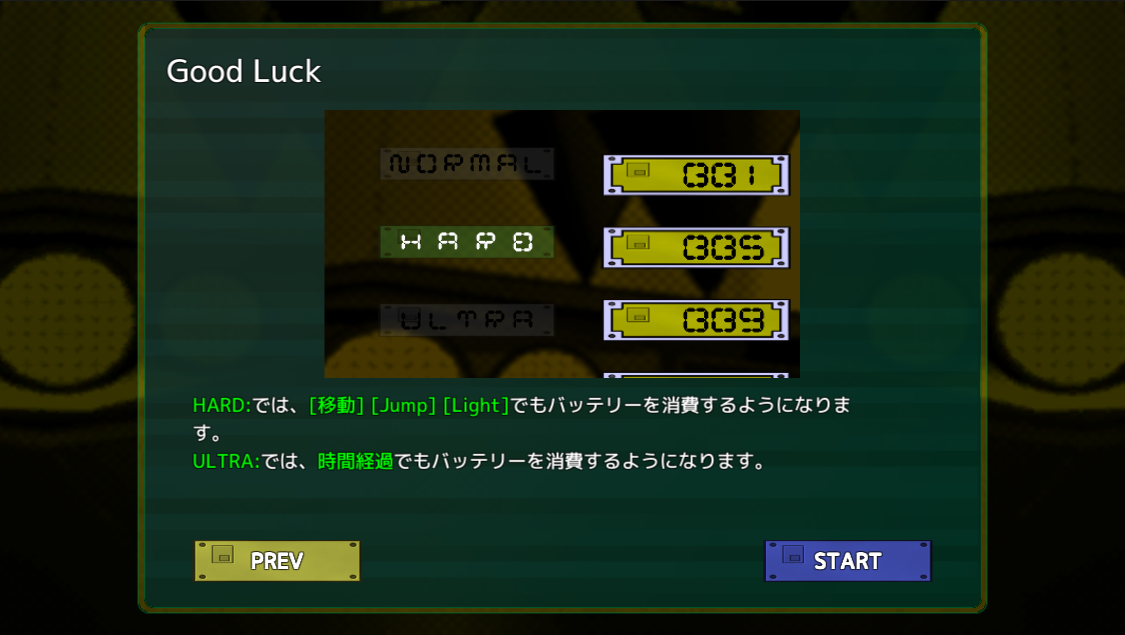 Good Luck
NORMAL
001
HARD
005
ULTRA
009
HARD:では、[移動] [Jump] [Light]でもバッテリーを消費するようになりま
す。
ULTRA:では、時間経過でもバッテリーを消費するようになります。
PREV
START